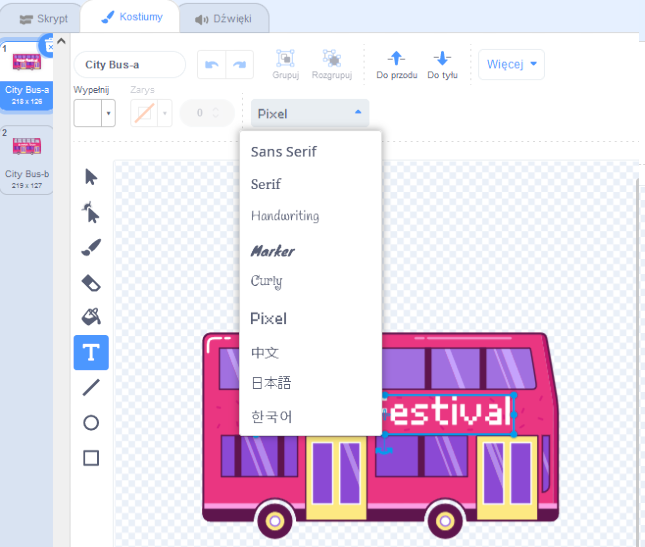 Skrypt
Kostiumy
Dźwięki
1
City Bus-a
218 x 126
2
City Bus-b
219 x 127
City Bus-a
Grupuj
Rozgrupuj
Do przodu
Do tyłu
Więcej
Wypełnij
Zarys
0
Pixel
Sans Serif
Serif
Handwriting
Marker
Curly
Pixel
中文
日本語
한국어
estival